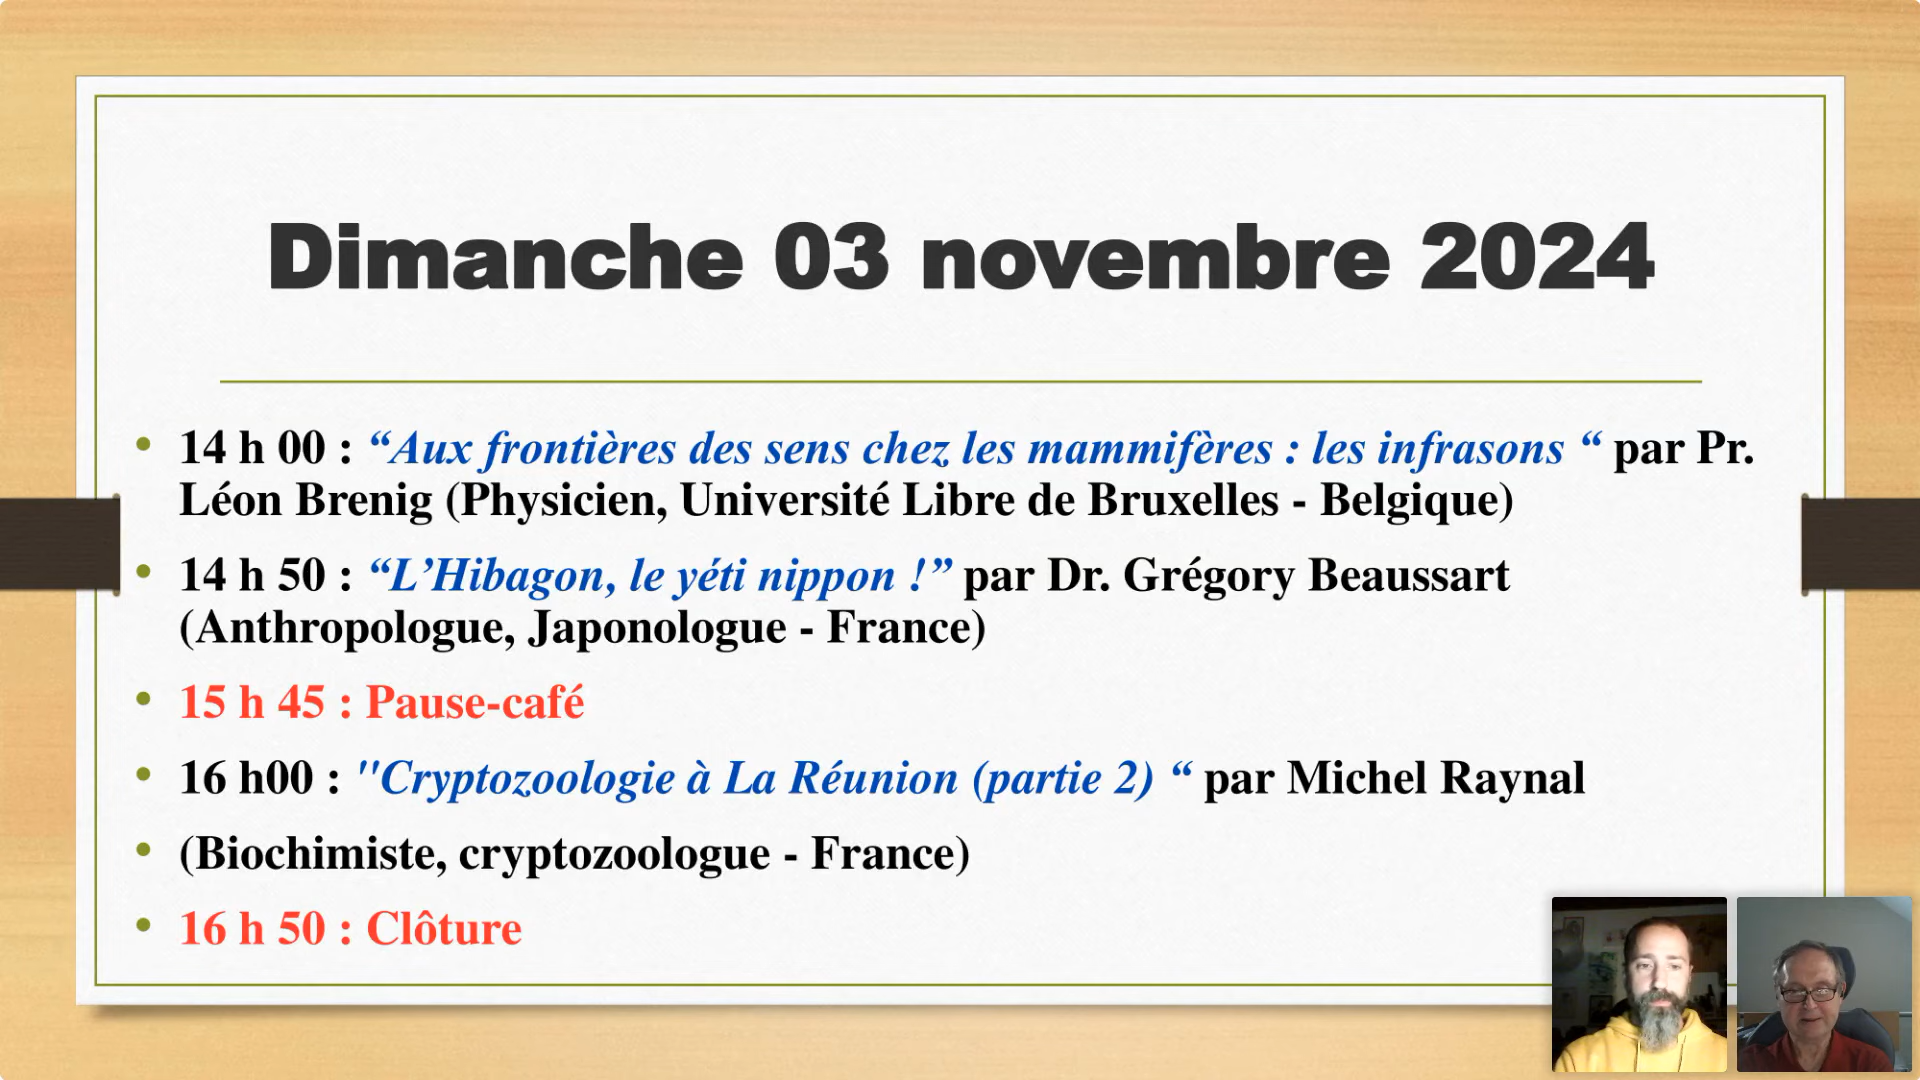 Dimanche 03 novembre 2024
• 14 h 00 : “Aux frontières des sens chez les mammifères : les infrasons “ par Pr.
Léon Brenig (Physicien, Université Libre de Bruxelles - Belgique)
• 14 h 50 : “L’Hibagon, le yéti nippon !” par Dr. Grégory Beaussart
(Anthropologue, Japonologue - France)
• 15 h 45 : Pause-café
• 16 h00 : "Cryptozoologie à La Réunion (partie 2) “ par Michel Raynal
• (Biochimiste, cryptozoologue - France)
• 16 h 50 : Clôture